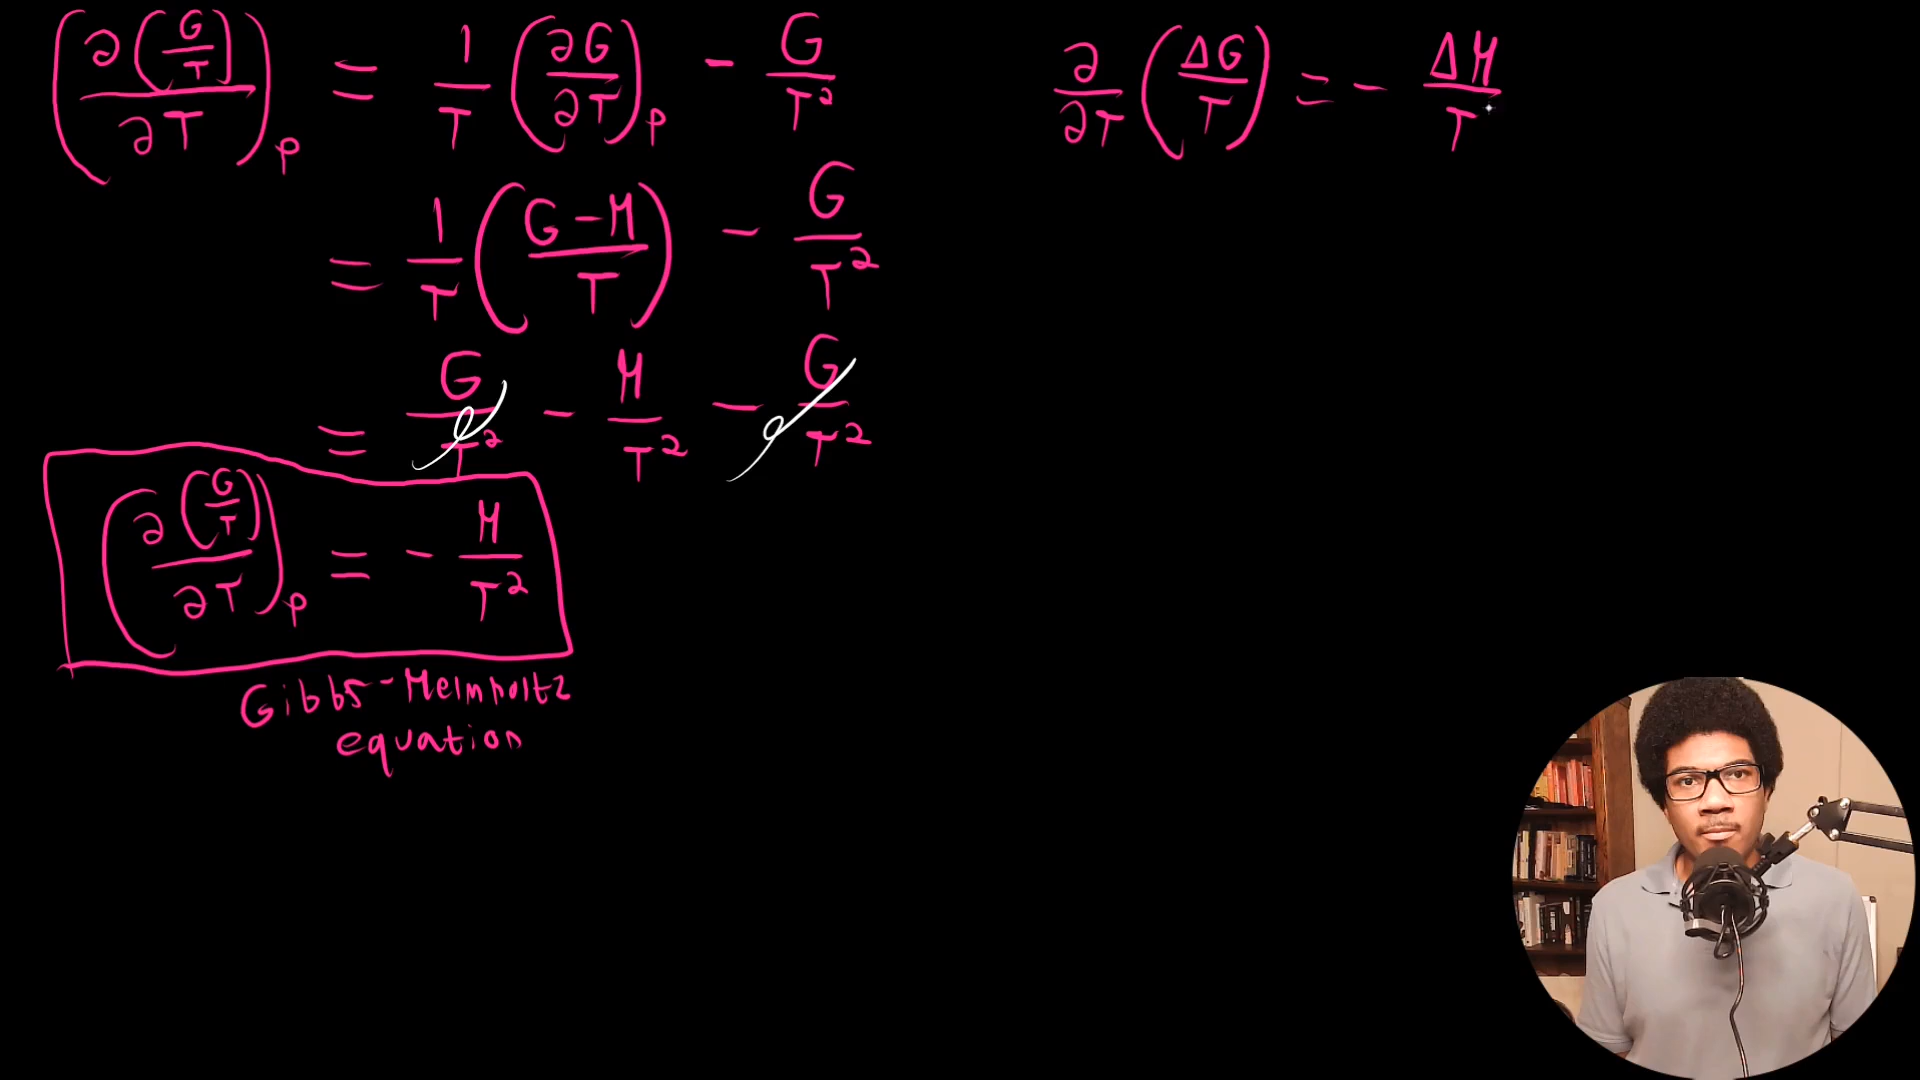 (∂(G/T)/∂T)_P = 1/T (∂G/∂T)_P - G/T²
= 1/T ((G-H)/T) - G/T²
= G/T² - H/T² - G/T²
(∂(G/T)/∂T)_P = - H/T²
Gibbs-Helmholtz
equation
∂/∂T (ΔG/T) = - ΔH/T